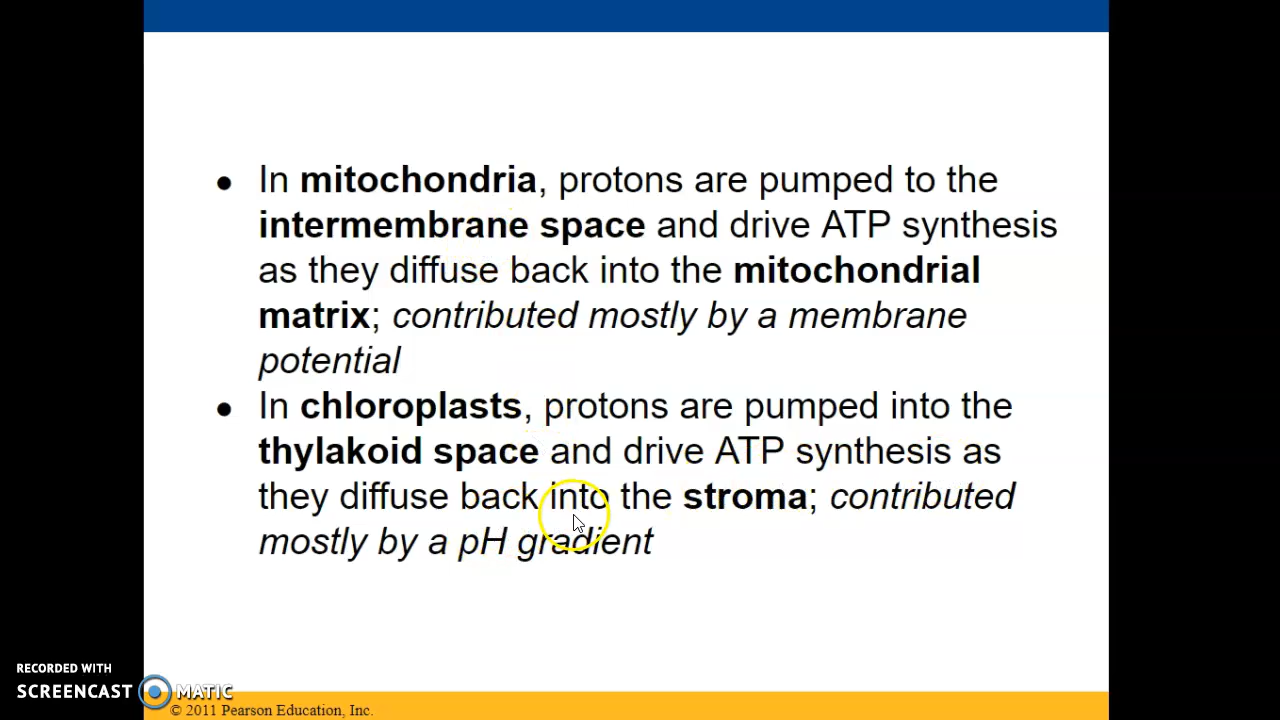 ● In mitochondria, protons are pumped to the
intermembrane space and drive ATP synthesis
as they diffuse back into the mitochondrial
matrix; contributed mostly by a membrane
potential
● In chloroplasts, protons are pumped into the
thylakoid space and drive ATP synthesis as
they diffuse back into the stroma; contributed
mostly by a pH gradient
RECORDED WITH
SCREENCAST MATIC
© 2011 Pearson Education, Inc.